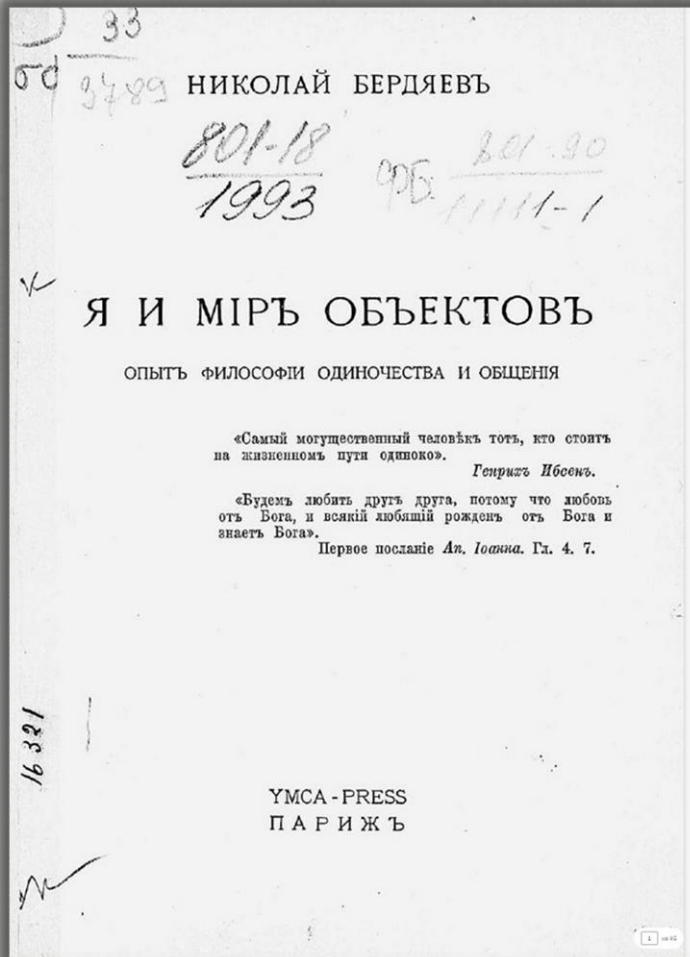 33
3789
НИКОЛАЙ БЕРДЯЕВЪ
801-18
1993
801-90
11111-1
Я И МІРЪ ОБЪЕКТОВЪ
ОПЫТЪ ФИЛОСОФІИ ОДИНОЧЕСТВА И ОБЩЕНІЯ
«Самый могущественный человѣкъ тотъ, кто стоитъ
на жизненномъ пути одиноко».
Генрихъ Ибсенъ.
«Будемъ любить другъ друга, потому что любовь
отъ Бога, и всякій любящій рожденъ отъ Бога и
знаетъ Бога».
Первое посланіе Ап. Іоанна. Гл. 4. 7.
16321
YMCA-PRESS
ПАРИЖЪ